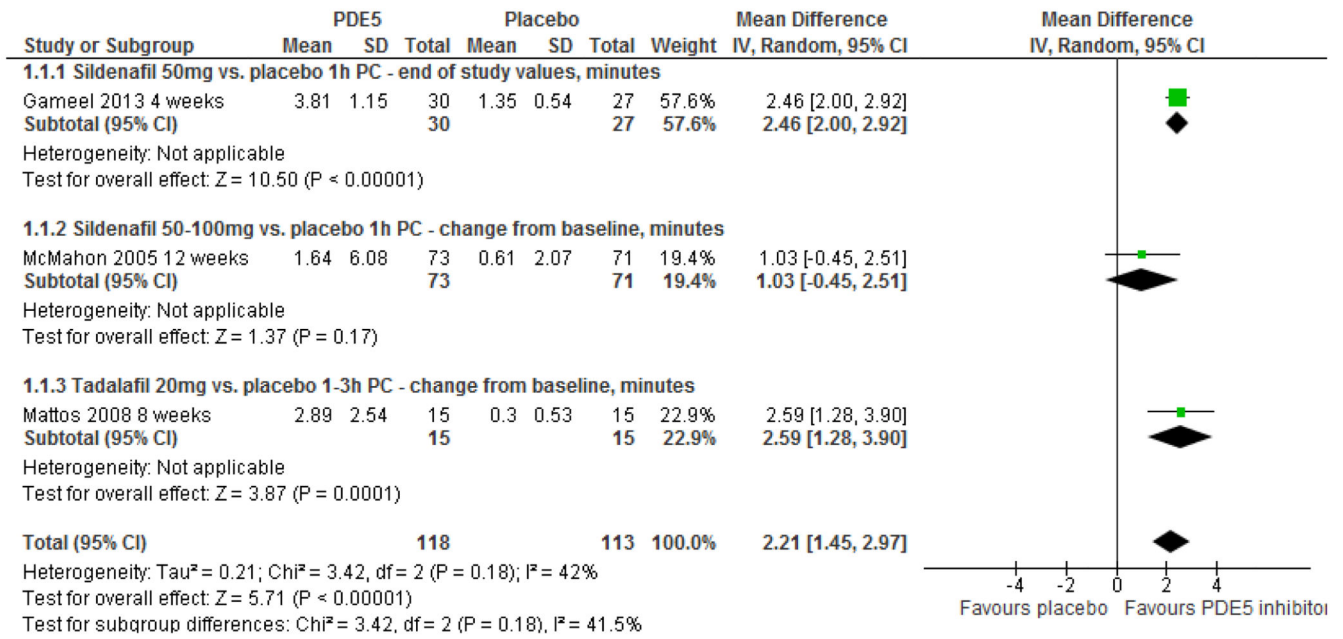 PDE5 Placebo Mean Difference Mean Difference
Study or Subgroup Mean SD Total Mean SD Total Weight IV, Random, 95% CI IV, Random, 95% CI
1.1.1 Sildenafil 50mg vs. placebo 1h PC - end of study values, minutes
Gameel 2013 4 weeks 3.81 1.15 30 1.35 0.54 27 57.6% 2.46 [2.00, 2.92]
Subtotal (95% CI) 30 27 57.6% 2.46 [2.00, 2.92]
Heterogeneity: Not applicable
Test for overall effect: Z = 10.50 (P < 0.00001)
1.1.2 Sildenafil 50-100mg vs. placebo 1h PC - change from baseline, minutes
McMahon 2005 12 weeks 1.64 6.08 73 0.61 2.07 71 19.4% 1.03 [-0.45, 2.51]
Subtotal (95% CI) 73 71 19.4% 1.03 [-0.45, 2.51]
Heterogeneity: Not applicable
Test for overall effect: Z = 1.37 (P = 0.17)
1.1.3 Tadalafil 20mg vs. placebo 1-3h PC - change from baseline, minutes
Mattos 2008 8 weeks 2.89 2.54 15 0.3 0.53 15 22.9% 2.59 [1.28, 3.90]
Subtotal (95% CI) 15 15 22.9% 2.59 [1.28, 3.90]
Heterogeneity: Not applicable
Test for overall effect: Z = 3.87 (P = 0.0001)
Total (95% CI) 118 113 100.0% 2.21 [1.45, 2.97]
Heterogeneity: Tau² = 0.21; Chi² = 3.42, df = 2 (P = 0.18); I² = 42%
Test for overall effect: Z = 5.71 (P < 0.00001)
Test for subgroup differences: Chi² = 3.42, df = 2 (P = 0.18), I² = 41.5%
-4 -2 0 2 4
Favours placebo Favours PDE5 inhibitor